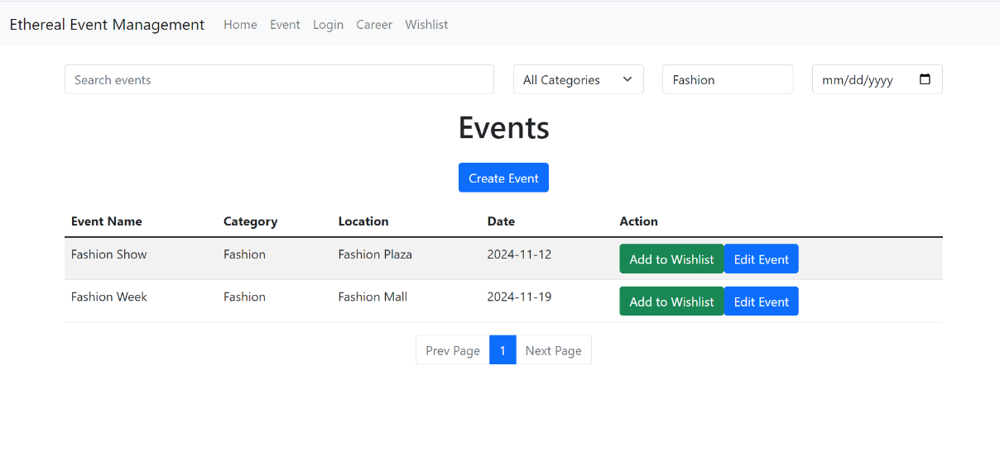 Ethereal Event Management Home Event Login Career Wishlist
Search events All Categories Fashion mm/dd/yyyy
Events
Create Event
Event Name Category Location Date Action
Fashion Show Fashion Fashion Plaza 2024-11-12 Add to Wishlist Edit Event
Fashion Week Fashion Fashion Mall 2024-11-19 Add to Wishlist Edit Event
Prev Page 1 Next Page